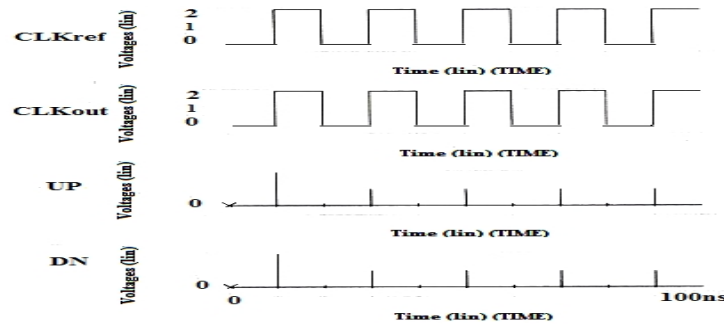 CLKref
Voltages (lin)
2
1
0
Time (lin) (TIME)
CLKout
Voltages (lin)
2
1
0
Time (lin) (TIME)
UP
Voltages (lin)
0
Time (lin) (TIME)
DN
Voltages (lin)
0
0
100ns
Time (lin) (TIME)